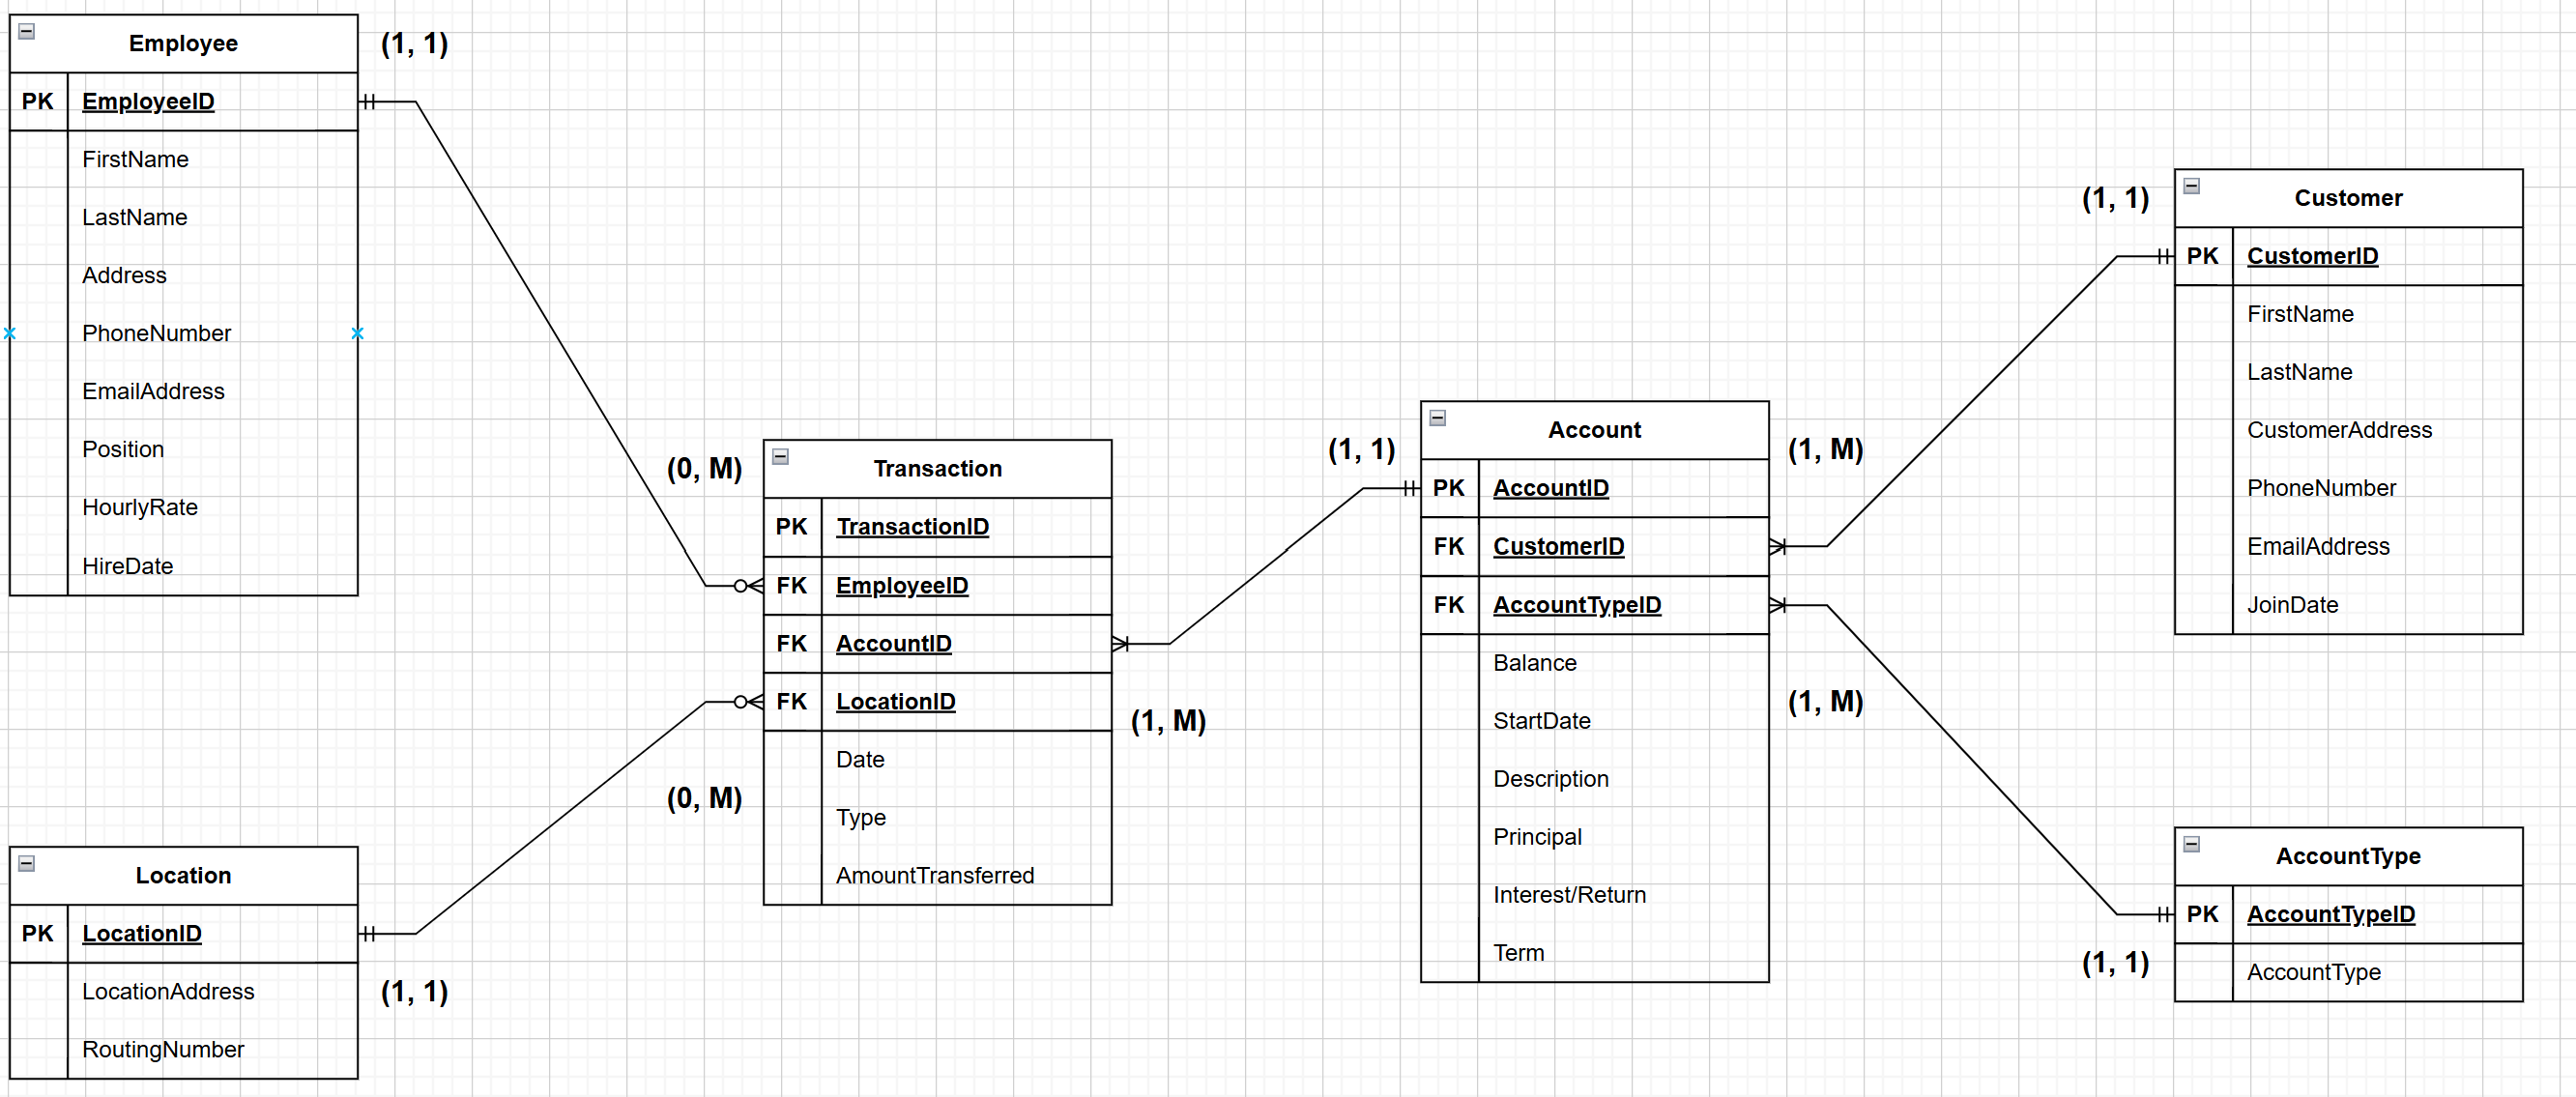 Employee
(1, 1)
PK EmployeeID
FirstName
LastName
Address
PhoneNumber
EmailAddress
Position
HourlyRate
HireDate
Location
PK LocationID
LocationAddress
RoutingNumber
(1, 1)
(0, M)
Transaction
PK TransactionID
FK EmployeeID
FK AccountID
FK LocationID
Date
Type
AmountTransferred
(0, M)
(1, M)
(1, 1)
Account
(1, M)
PK AccountID
FK CustomerID
FK AccountTypeID
Balance
StartDate
Description
Principal
Interest/Return
Term
(1, M)
(1, 1)
Customer
PK CustomerID
FirstName
LastName
CustomerAddress
PhoneNumber
EmailAddress
JoinDate
AccountType
PK AccountTypeID
AccountType
(1, 1)